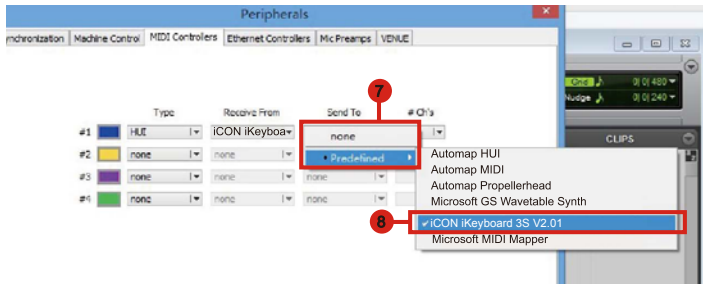 Peripherals
ynchronization Machine Control MIDI Controllers Ethernet Controllers Mic Preamps VENUE
Type Receive From Send To # Ch's
7
#1 HUI iCON iKeyboa
none
#2 none none
Predefined
#3 none none none
#4 none none none
Automap HUI
Automap MIDI
Automap Propellerhead
Microsoft GS Wavetable Synth
8
✓iCON iKeyboard 3S V2.01
Microsoft MIDI Mapper
Grid 0| 0| 480
Nudge 0| 0| 240
CLIPS